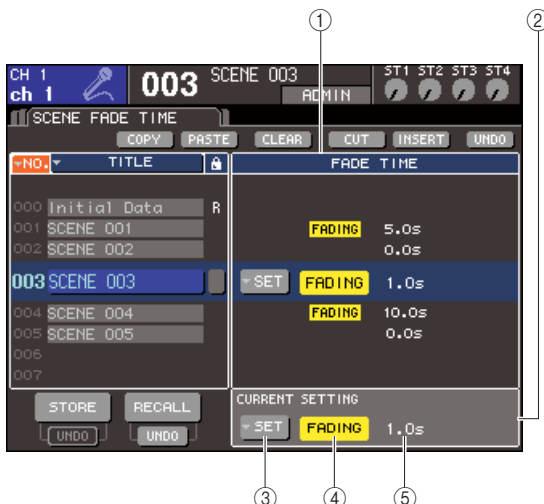 ① ②
CH 1
ch 1 003 SCENE 003 ADMIN ST1 ST2 ST3 ST4
SCENE FADE TIME
COPY PASTE CLEAR CUT INSERT UNDO
NO. TITLE FADE TIME
000 Initial Data R
001 SCENE 001 FADING 5.0s
002 SCENE 002 0.0s
003 SCENE 003 SET FADING 1.0s
004 SCENE 004 FADING 10.0s
005 SCENE 005 0.0s
006
007
STORE RECALL CURRENT SETTING
UNDO UNDO SET FADING 1.0s
③ ④ ⑤